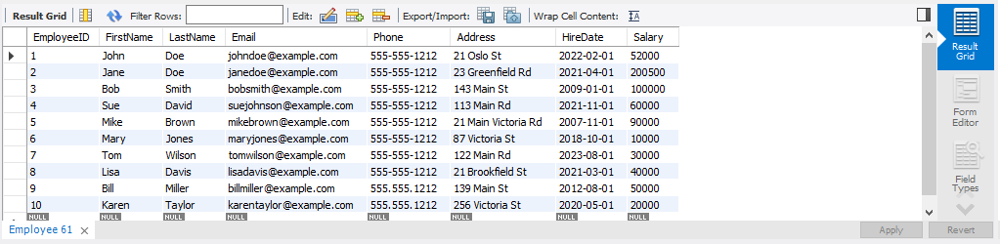 Result Grid Filter Rows: Edit: Export/Import: Wrap Cell Content: IA
EmployeeID FirstName LastName Email Phone Address HireDate Salary
1 John Doe johndoe@example.com 555-555-1212 21 Oslo St 2022-02-01 52000
2 Jane Doe janedoe@example.com 555-555-1212 23 Greenfield Rd 2021-04-01 200500
3 Bob Smith bobsmith@example.com 555-555-1212 143 Main St 2009-01-01 100000
4 Sue David suejohnson@example.com 555-555-1212 113 Main Rd 2021-11-01 60000
5 Mike Brown mikebrown@example.com 555-555-1212 21 Main Victoria Rd 2007-11-01 90000
6 Mary Jones maryjones@example.com 555-555-1212 87 Victoria St 2018-10-01 10000
7 Tom Wilson tomwilson@example.com 555-555-1212 122 Main Rd 2023-08-01 30000
8 Lisa Davis lisadavis@example.com 555-555-1212 21 Brookfield St 2021-03-01 40000
9 Bill Miller billmiller@example.com 555.555.1212 139 Main St 2012-08-01 50000
10 Karen Taylor karentaylor@example.com 555.555.1212 256 Victoria St 2020-05-01 20000
NULL NULL NULL NULL NULL NULL NULL NULL
Employee 61 Apply Revert
Result
Grid
Form
Editor
Field
Types